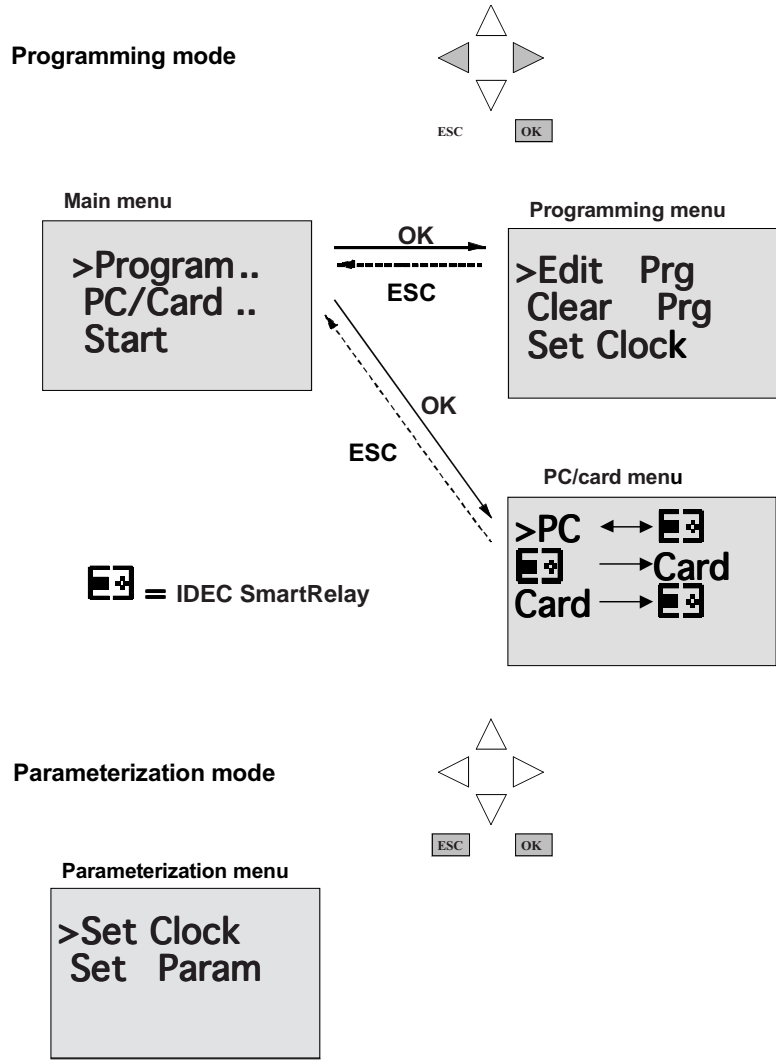 Programming mode
ESC OK
Main menu
>Program..
PC/Card ..
Start
OK
ESC
Programming menu
>Edit Prg
Clear Prg
Set Clock
OK
ESC
PC/card menu
>PC ↔
→ Card
Card →
= IDEC SmartRelay
Parameterization mode
ESC OK
Parameterization menu
>Set Clock
Set Param